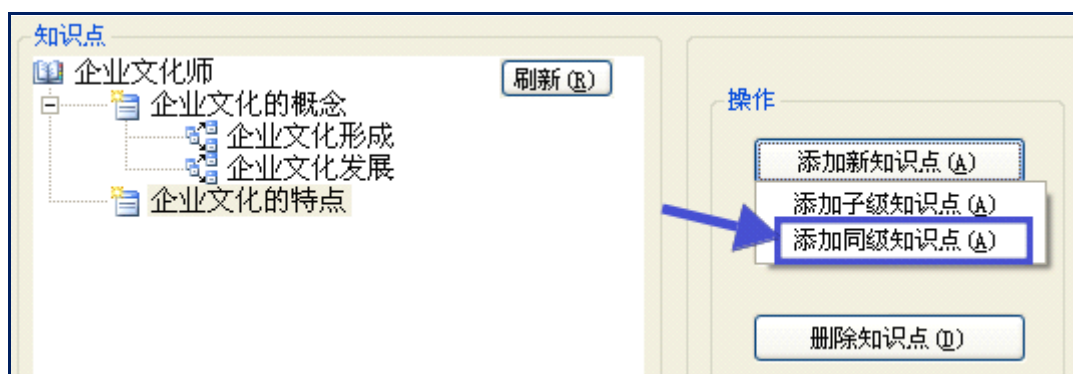 知识点
企业文化师
刷新(R)
企业文化的概念
企业文化形成
企业文化发展
企业文化的特点
操作
添加新知识点(A)
添加子级知识点(A)
添加同级知识点(A)
删除知识点(D)